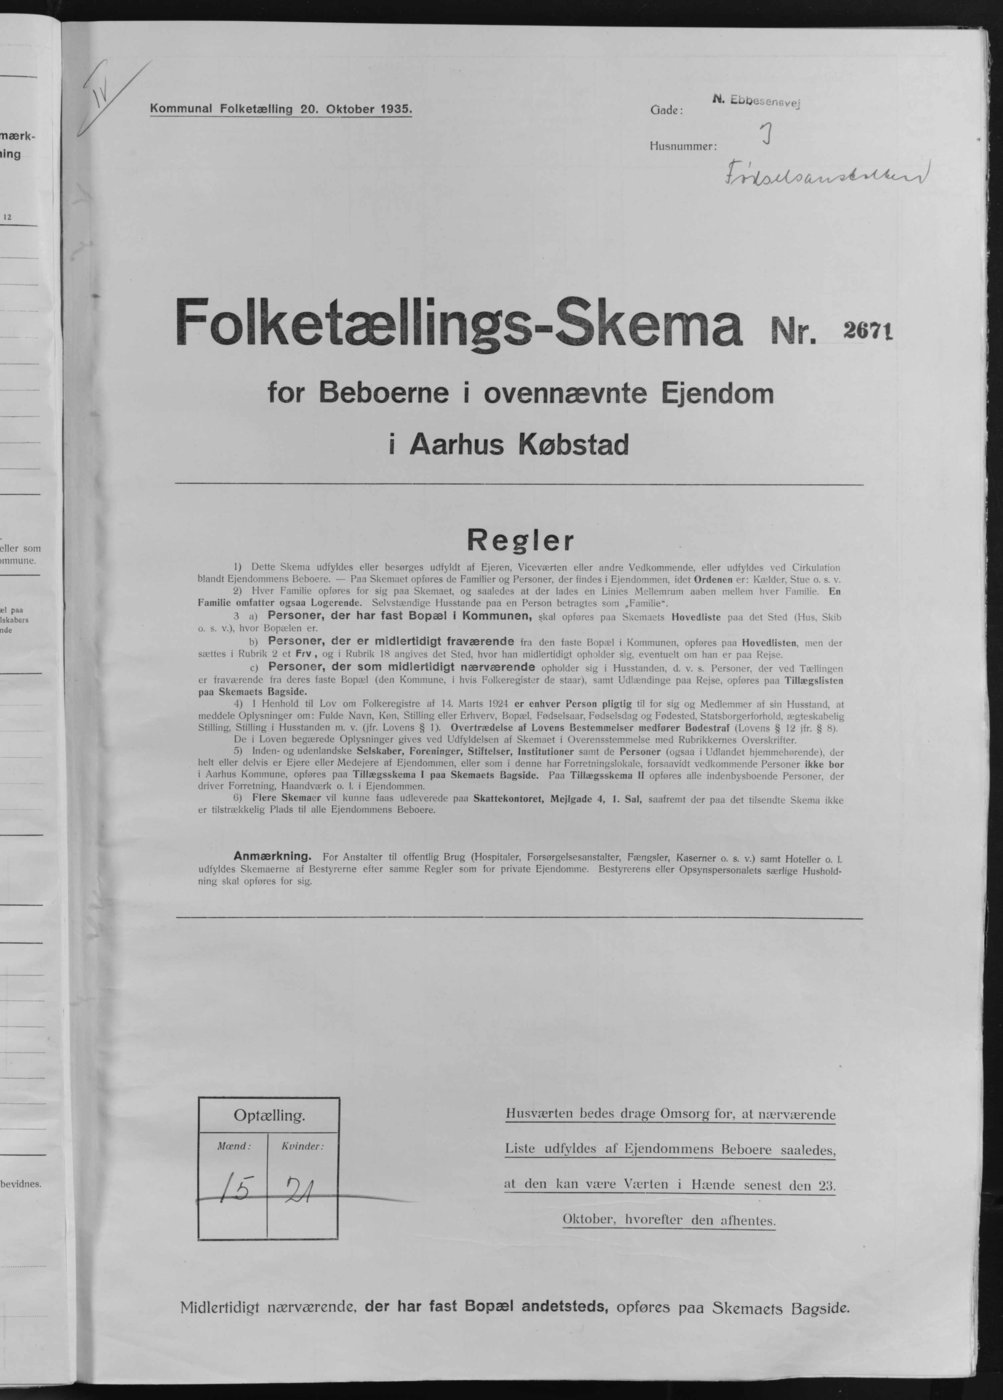 mærk-
ning
12
eller som
ommune.
el paa
lskabers
nde
bevidnes.
IV
Kommunal Folketælling 20. Oktober 1935.
Gade: N. Ebbesensvej
Husnummer: 3
Fødselsanstalten
Folketællings-Skema Nr. 2671
for Beboerne i ovennævnte Ejendom
i Aarhus Købstad
Regler
1) Dette Skema udfyldes eller besørges udfyldt af Ejeren, Viceværten eller andre Vedkommende, eller udfyldes ved Cirkulation
blandt Ejendommens Beboere. — Paa Skemaet opføres de Familier og Personer, der findes i Ejendommen, idet Ordenen er: Kælder, Stue o. s. v.
2) Hver Familie opføres for sig paa Skemaet, og saaledes at der lades en Linies Mellemrum aaben mellem hver Familie. En
Familie omfatter ogsaa Logerende. Selvstændige Husstande paa en Person betragtes som „Familie“.
3 a) Personer, der har fast Bopæl i Kommunen, skal opføres paa Skemaets Hovedliste paa det Sted (Hus, Skib
o. s. v.), hvor Bopælen er.
b) Personer, der er midlertidigt fraværende fra den faste Bopæl i Kommunen, opføres paa Hovedlisten, men der
sættes i Rubrik 2 et Frv, og i Rubrik 18 angives det Sted, hvor han midlertidigt opholder sig, eventuelt om han er paa Rejse.
c) Personer, der som midlertidigt nærværende opholder sig i Husstanden, d. v. s. Personer, der ved Tællingen
er fraværende fra deres faste Bopæl (den Kommune, i hvis Folkeregister de staar), samt Udlændinge paa Rejse, opføres paa Tillægslisten
paa Skemaets Bagside.
4) I Henhold til Lov om Folkeregistre af 14. Marts 1924 er enhver Person pligtig til for sig og Medlemmer af sin Husstand, at
meddele Oplysninger om: Fulde Navn, Køn, Stilling eller Erhverv, Bopæl, Fødselsaar, Fødselsdag og Fødested, Statsborgerforhold, ægteskabelig
Stilling, Stilling i Husstanden m. v. (jfr. Lovens § 1). Overtrædelse af Lovens Bestemmelser medfører Bødestraf (Lovens § 12 jfr. § 8).
De i Loven begærede Oplysninger gives ved Udfyldelsen af Skemaet i Overensstemmelse med Rubrikkernes Overskrifter.
5) Inden- og udenlandske Selskaber, Foreninger, Stiftelser, Institutioner samt de Personer (ogsaa i Udlandet hjemmehørende), der
helt eller delvis er Ejere eller Medejere af Ejendommen, eller som i denne har Forretningslokale, forsaavidt vedkommende Personer ikke bor
i Aarhus Kommune, opføres paa Tillægsskema I paa Skemaets Bagside. Paa Tillægsskema II opføres alle indenbysboende Personer, der
driver Forretning, Haandværk o. l. i Ejendommen.
6) Flere Skemaer vil kunne faas udleverede paa Skattekontoret, Mejlgade 4, 1. Sal, saafremt der paa det tilsendte Skema ikke
er tilstrækkelig Plads til alle Ejendommens Beboere.
Anmærkning. For Anstalter til offentlig Brug (Hospitaler, Forsørgelsesanstalter, Fængsler, Kaserner o. s. v.) samt Hoteller o. l.
udfyldes Skemaerne af Bestyrerne efter samme Regler som for private Ejendomme. Bestyrerens eller Opsynspersonalets særlige Hushold-
ning skal opføres for sig.
Optælling.
Mænd: Kvinder:
15 21
Husværten bedes drage Omsorg for, at nærværende
Liste udfyldes af Ejendommens Beboere saaledes,
at den kan være Værten i Hænde senest den 23.
Oktober, hvorefter den afhentes.
Midlertidigt nærværende, der har fast Bopæl andetsteds, opføres paa Skemaets Bagside.